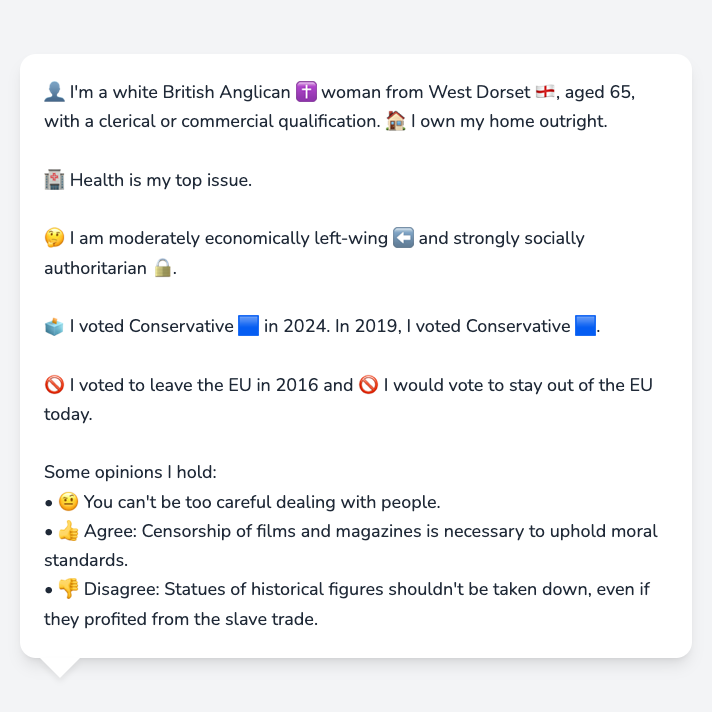 👤 I'm a white British Anglican ✝️ woman from West Dorset 🏴󠁧󠁢󠁥󠁮󠁧󠁿, aged 65,
with a clerical or commercial qualification. 🏠 I own my home outright.
🏥 Health is my top issue.
🤔 I am moderately economically left-wing ⬅️ and strongly socially
authoritarian 🔒.
🗳️ I voted Conservative 🟦 in 2024. In 2019, I voted Conservative 🟦.
🚫 I voted to leave the EU in 2016 and 🚫 I would vote to stay out of the EU
today.
Some opinions I hold:
• 🤨 You can't be too careful dealing with people.
• 👍 Agree: Censorship of films and magazines is necessary to uphold moral
standards.
• 👎 Disagree: Statues of historical figures shouldn't be taken down, even if
they profited from the slave trade.